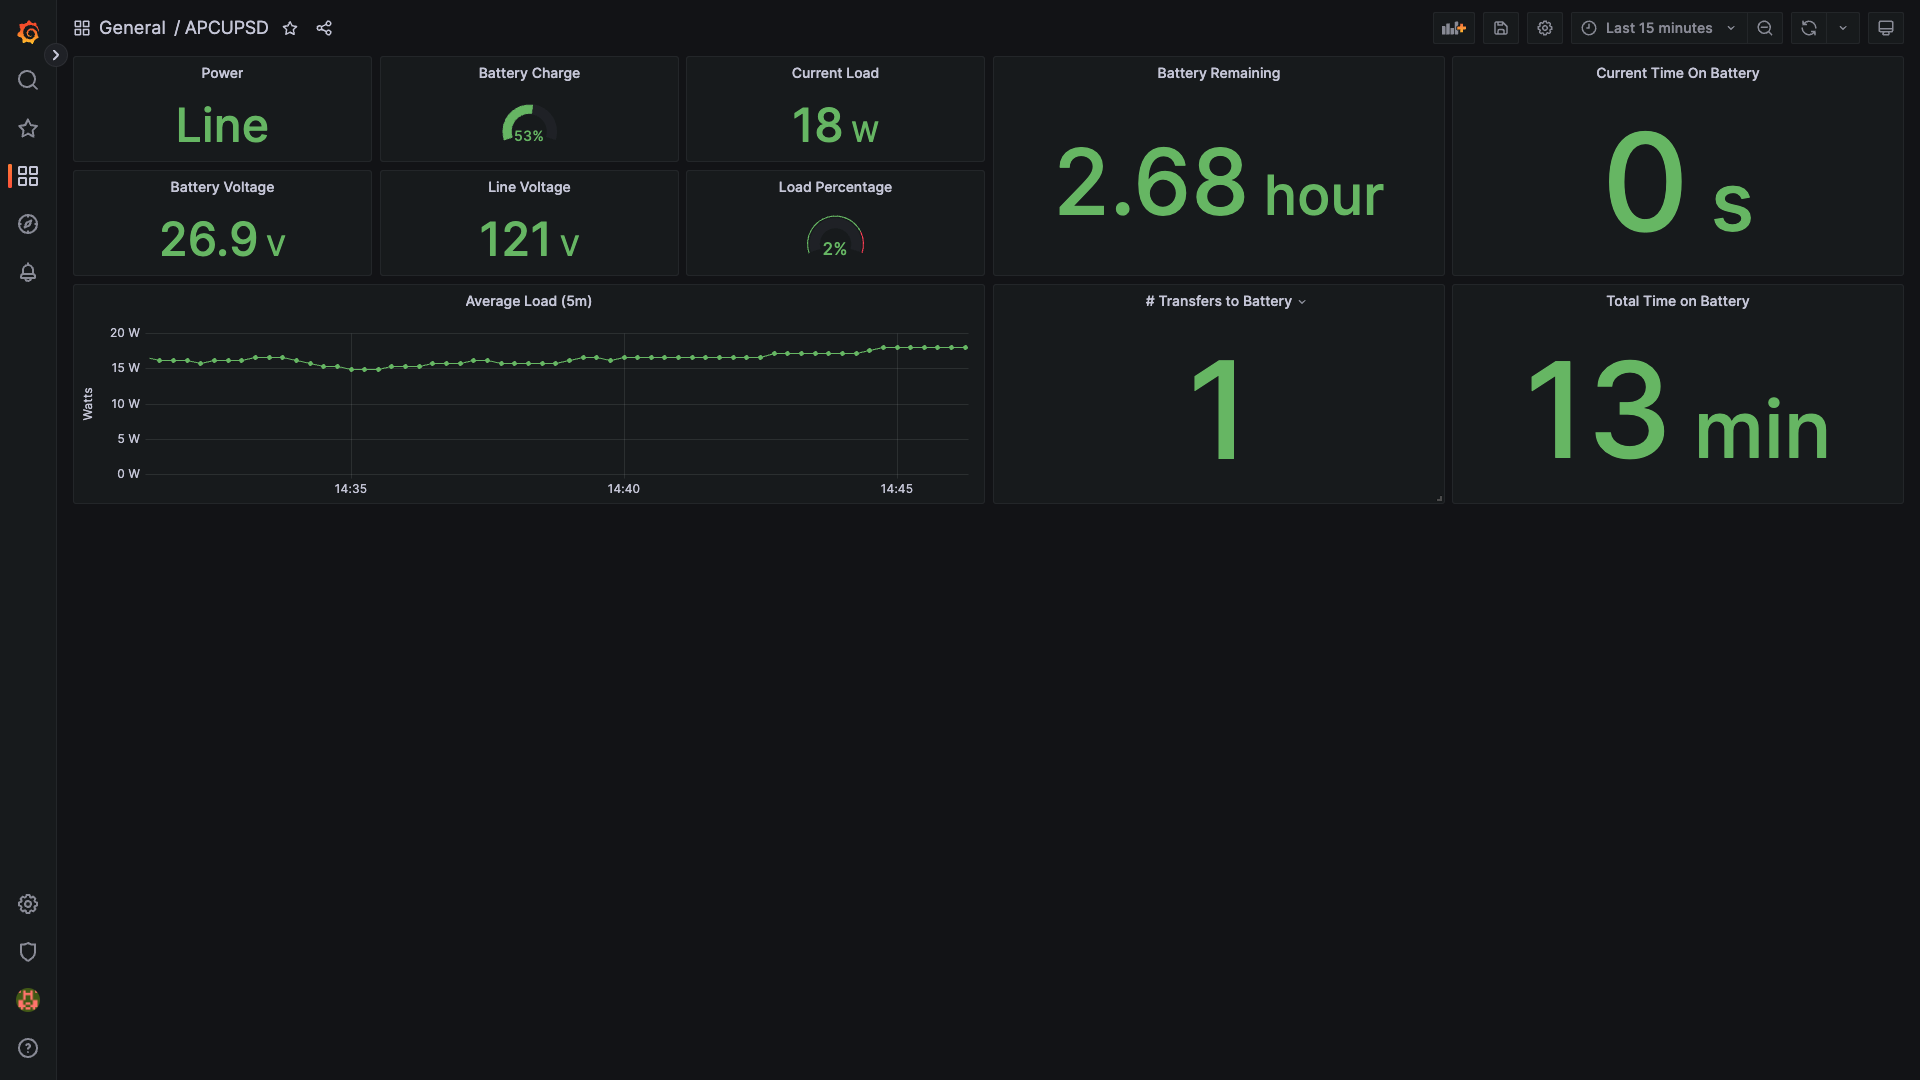 General / APCUPSD
Last 15 minutes
Power
Line
Battery Charge
53%
Current Load
18 W
Battery Remaining
2.68 hour
Current Time On Battery
0 s
Battery Voltage
26.9 V
Line Voltage
121 V
Load Percentage
2%
Average Load (5m)
20 W
15 W
10 W
5 W
0 W
Watts
14:35
14:40
14:45
# Transfers to Battery
1
Total Time on Battery
13 min